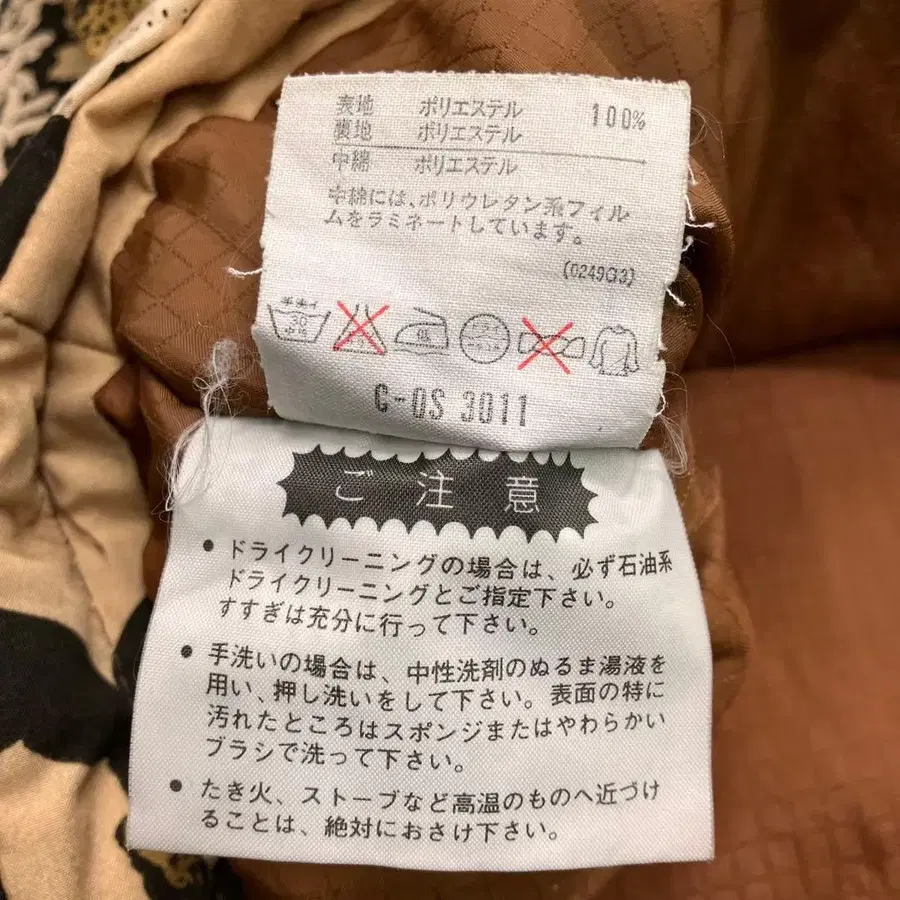 表地 ポリエステル 100%
裏地 ポリエステル
中綿 ポリエステル
中綿には、ポリウレタン系フィル
ムをラミネートしています。
(0249G3)
手洗イ
30
中性
C-OS 3011
ご注意
• ドライクリーニングの場合は、必ず石油系
ドライクリーニングとご指定下さい。
すすぎは充分に行って下さい。
• 手洗いの場合は、中性洗剤のぬるま湯液を
用い、押し洗いをして下さい。表面の特に
汚れたところはスポンジまたはやわらかい
ブラシで洗って下さい。
• たき火、ストーブなど高温のものへ近づけ
ることは、絶対におさけ下さい。